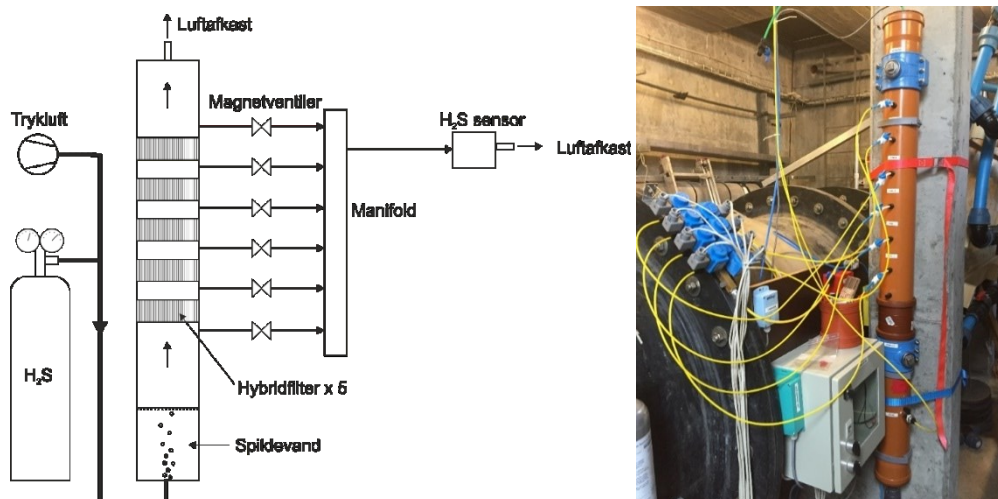 Luftafkast
Magnetventiler
Trykluft
H₂S sensor
Luftafkast
Manifold
H₂S
Hybridfilter x 5
Spildevand